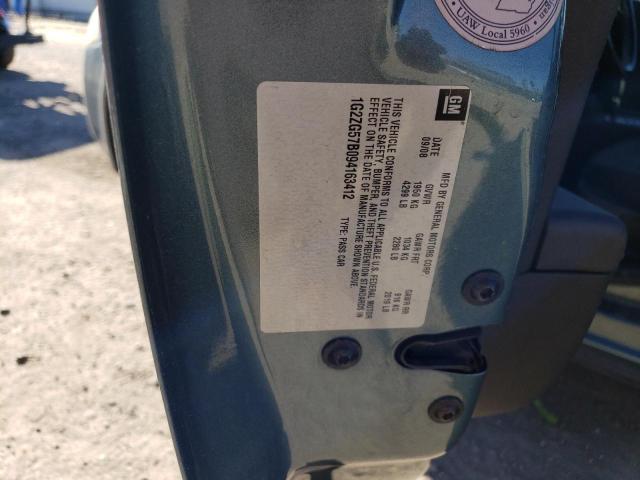 UAW Local 5960
GM
MFD BY GENERAL MOTORS CORP.
DATE GVWR GAWR FRT GAWR RR
09/08 1950 KG 1034 KG 916 KG
4299 LB 2280 LB 2019 LB
THIS VEHICLE CONFORMS TO ALL APPLICABLE U.S. FEDERAL MOTOR
VEHICLE SAFETY, BUMPER, AND THEFT PREVENTION STANDARDS IN
EFFECT ON THE DATE OF MANUFACTURE SHOWN ABOVE.
1G2ZG57B094163412 TYPE: PASS CAR